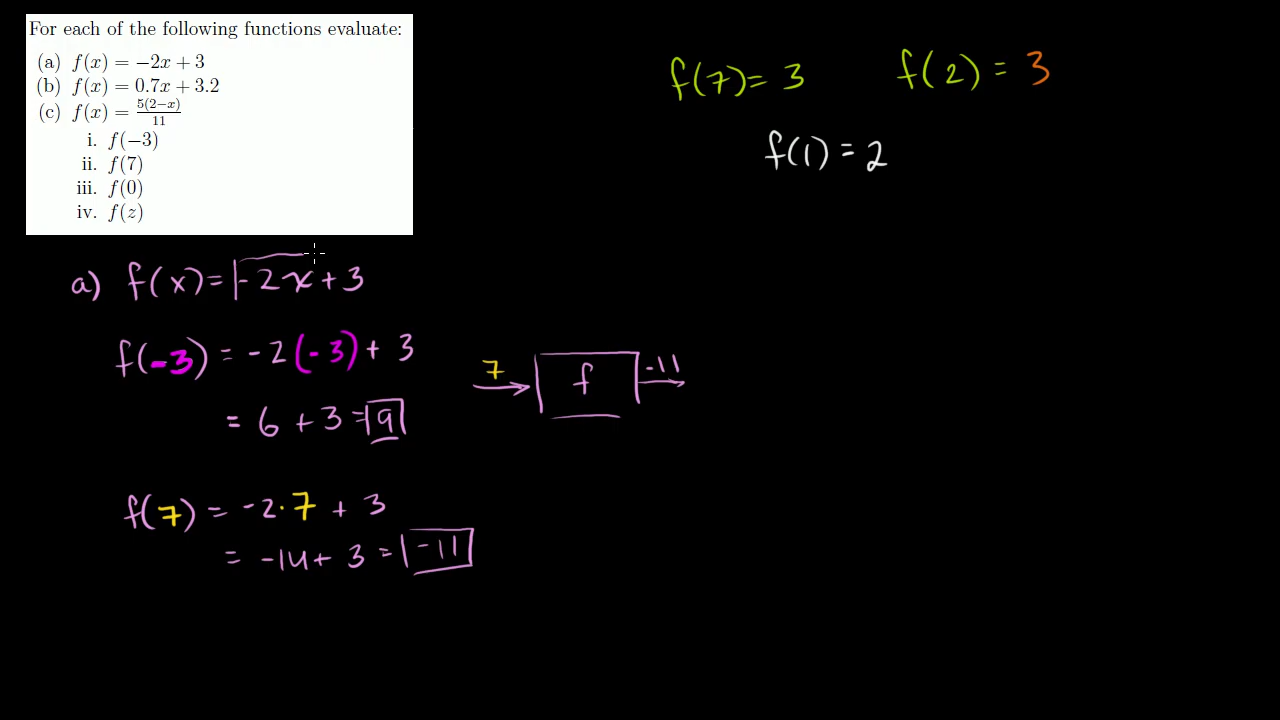 For each of the following functions evaluate:
(a) f(x) = −2x + 3
(b) f(x) = 0.7x + 3.2
(c) f(x) = 5(2−x)/11
i. f(−3)
ii. f(7)
iii. f(0)
iv. f(z)
f(7) = 3
f(2) = 3
f(1) = 2
a) f(x) = -2x + 3
f(-3) = -2(-3) + 3
= 6 + 3 = 9
7 f -11
f(7) = -2·7 + 3
= -14 + 3 = -11